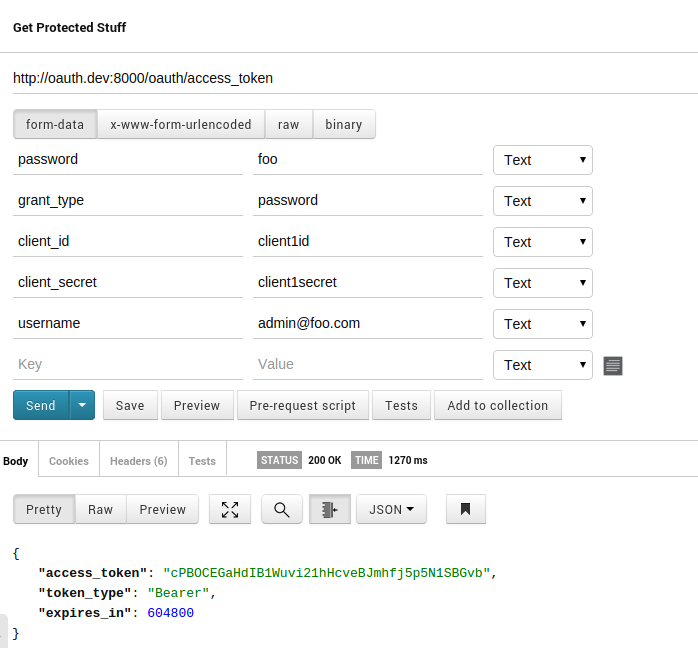 Get Protected Stuff
http://oauth.dev:8000/oauth/access_token
form-data x-www-form-urlencoded raw binary
password foo Text
grant_type password Text
client_id client1id Text
client_secret client1secret Text
username admin@foo.com Text
Key Value Text
Send Save Preview Pre-request script Tests Add to collection
Body Cookies Headers (6) Tests STATUS 200 OK TIME 1270 ms
Pretty Raw Preview JSON
{
"access_token": "cPBOCEGaHdIB1Wuvi21hHcveBJmhfj5p5N1SBGvb",
"token_type": "Bearer",
"expires_in": 604800
}